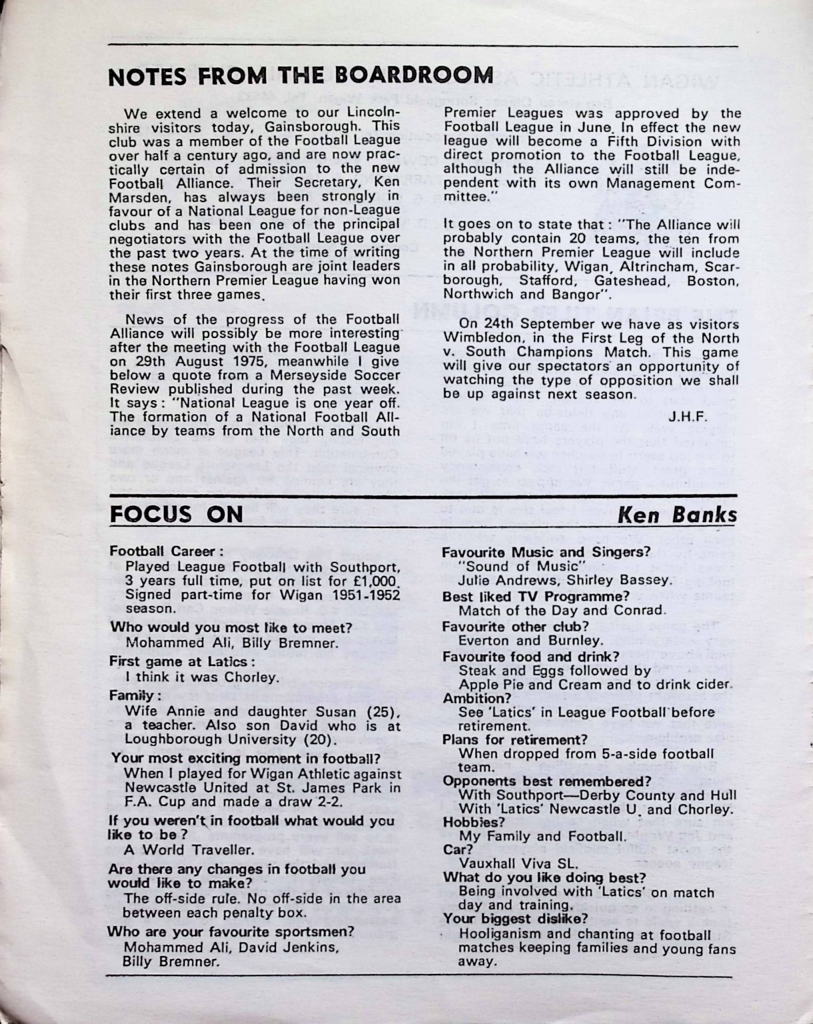 NOTES FROM THE BOARDROOM
We extend a welcome to our Lincoln-
shire visitors today, Gainsborough. This
club was a member of the Football League
over half a century ago, and are now prac-
tically certain of admission to the new
Football Alliance. Their Secretary, Ken
Marsden, has always been strongly in
favour of a National League for non-League
clubs and has been one of the principal
negotiators with the Football League over
the past two years. At the time of writing
these notes Gainsborough are joint leaders
in the Northern Premier League having won
their first three games.
News of the progress of the Football
Alliance will possibly be more interesting
after the meeting with the Football League
on 29th August 1975, meanwhile I give
below a quote from a Merseyside Soccer
Review published during the past week.
It says : "National League is one year off.
The formation of a National Football All-
iance by teams from the North and South
Premier Leagues was approved by the
Football League in June. In effect the new
league will become a Fifth Division with
direct promotion to the Football League,
although the Alliance will still be inde-
pendent with its own Management Com-
mittee."
It goes on to state that : "The Alliance will
probably contain 20 teams, the ten from
the Northern Premier League will include
in all probability, Wigan, Altrincham, Scar-
borough, Stafford, Gateshead, Boston,
Northwich and Bangor".
On 24th September we have as visitors
Wimbledon, in the First Leg of the North
v. South Champions Match. This game
will give our spectators an opportunity of
watching the type of opposition we shall
be up against next season.
J.H.F.
FOCUS ON
Ken Banks
Football Career :
Played League Football with Southport,
3 years full time, put on list for £1,000.
Signed part-time for Wigan 1951-1952
season.
Who would you most like to meet?
Mohammed Ali, Billy Bremner.
First game at Latics :
I think it was Chorley.
Family :
Wife Annie and daughter Susan (25),
a teacher. Also son David who is at
Loughborough University (20).
Your most exciting moment in football?
When I played for Wigan Athletic against
Newcastle United at St. James Park in
F.A. Cup and made a draw 2-2.
If you weren't in football what would you
like to be ?
A World Traveller.
Are there any changes in football you
would like to make?
The off-side rule. No off-side in the area
between each penalty box.
Who are your favourite sportsmen?
Mohammed Ali, David Jenkins,
Billy Bremner.
Favourite Music and Singers?
"Sound of Music"
Julie Andrews, Shirley Bassey.
Best liked TV Programme?
Match of the Day and Conrad.
Favourite other club?
Everton and Burnley.
Favourite food and drink?
Steak and Eggs followed by
Apple Pie and Cream and to drink cider.
Ambition?
See 'Latics' in League Football before
retirement.
Plans for retirement?
When dropped from 5-a-side football
team.
Opponents best remembered?
With Southport—Derby County and Hull
With 'Latics' Newcastle U. and Chorley.
Hobbies?
My Family and Football.
Car?
Vauxhall Viva SL.
What do you like doing best?
Being involved with 'Latics' on match
day and training.
Your biggest dislike?
Hooliganism and chanting at football
matches keeping families and young fans
away.